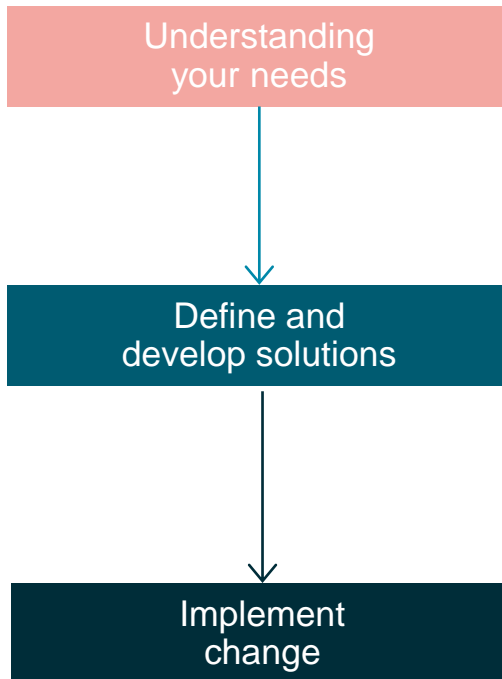 Understanding
your needs
Define and
develop solutions
Implement
change